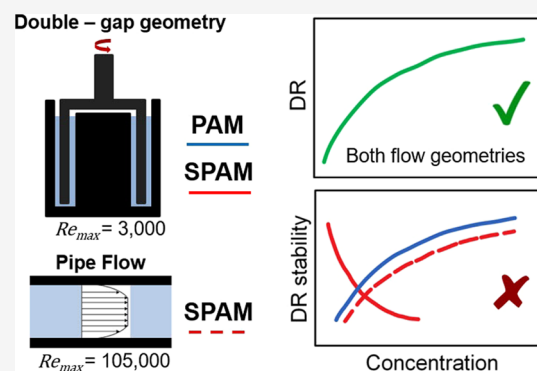 Double - gap geometry
PAM
SPAM
Re_max = 3,000
Pipe Flow
SPAM
Re_max = 105,000
DR
Both flow geometries
DR stability
Concentration